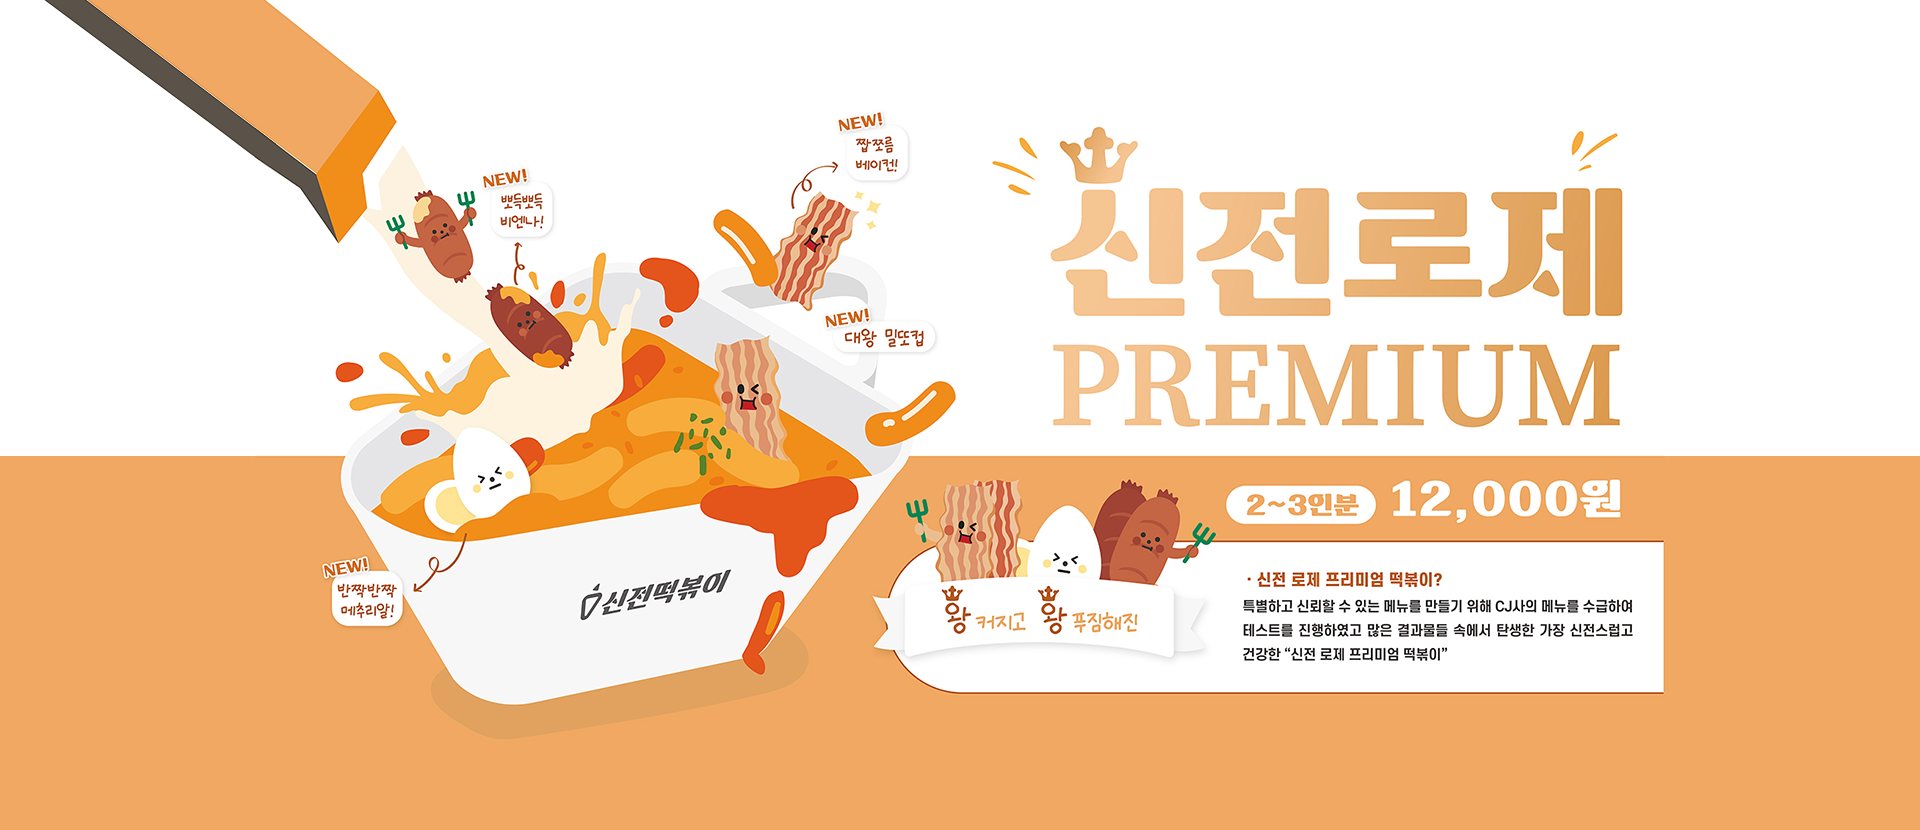 NEW!
짭쪼름
베이컨!
NEW!
뽀득뽀득
비엔나!
NEW!
대왕 밀또컵
NEW!
반짝반짝
메추리알!
신전떡볶이
신전로제
PREMIUM
2~3인분 12,000원
왕 커지고 왕 푸짐해진
· 신전 로제 프리미엄 떡볶이?
특별하고 신뢰할 수 있는 메뉴를 만들기 위해 CJ사의 메뉴를 수급하여
테스트를 진행하였고 많은 결과물들 속에서 탄생한 가장 신전스럽고
건강한 “신전 로제 프리미엄 떡볶이”